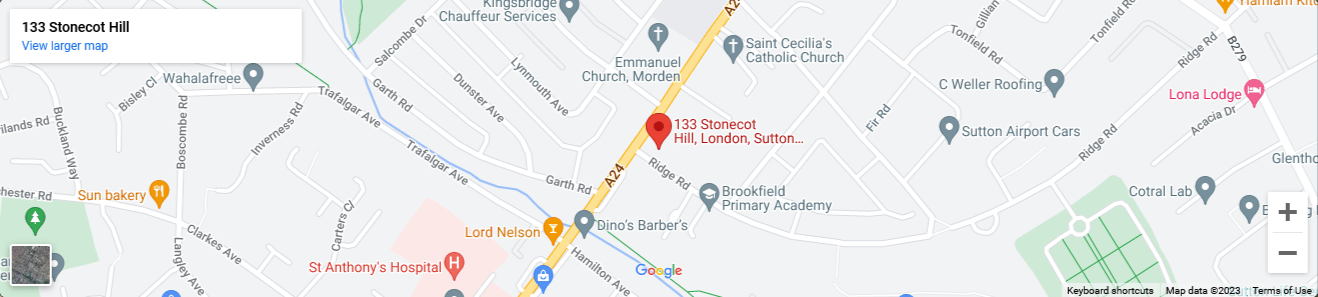 133 Stonecot Hill
View larger map
Kingsbridge
Chauffeur Services
Salcombe Dr
Emmanuel
Church, Morden
Saint Cecilia's
Catholic Church
Tonfield Rd
Tonfield Rd
Ridge Rd
B279
Wahalafreee
Bisley Cl
Boscombe Rd
Buckland Way
Inverness Rd
Trafalgar Ave
Trafalgar Ave
Garth Rd
Dunster Ave
Lynmouth Ave
133 Stonecot
Hill, London, Sutton...
Fir Rd
C Weller Roofing
Lona Lodge
Acacia Dr
Sutton Airport Cars
Ridge Rd
Sun bakery
Garth Rd
A24
Ridge Rd
Brookfield
Primary Academy
Cotral Lab
Carters Cl
Clarkes Ave
Langley Ave
Lord Nelson
Dino's Barber's
St Anthony's Hospital
Hamilton Ave
Google
Keyboard shortcuts
Map data ©2023
Terms of Use